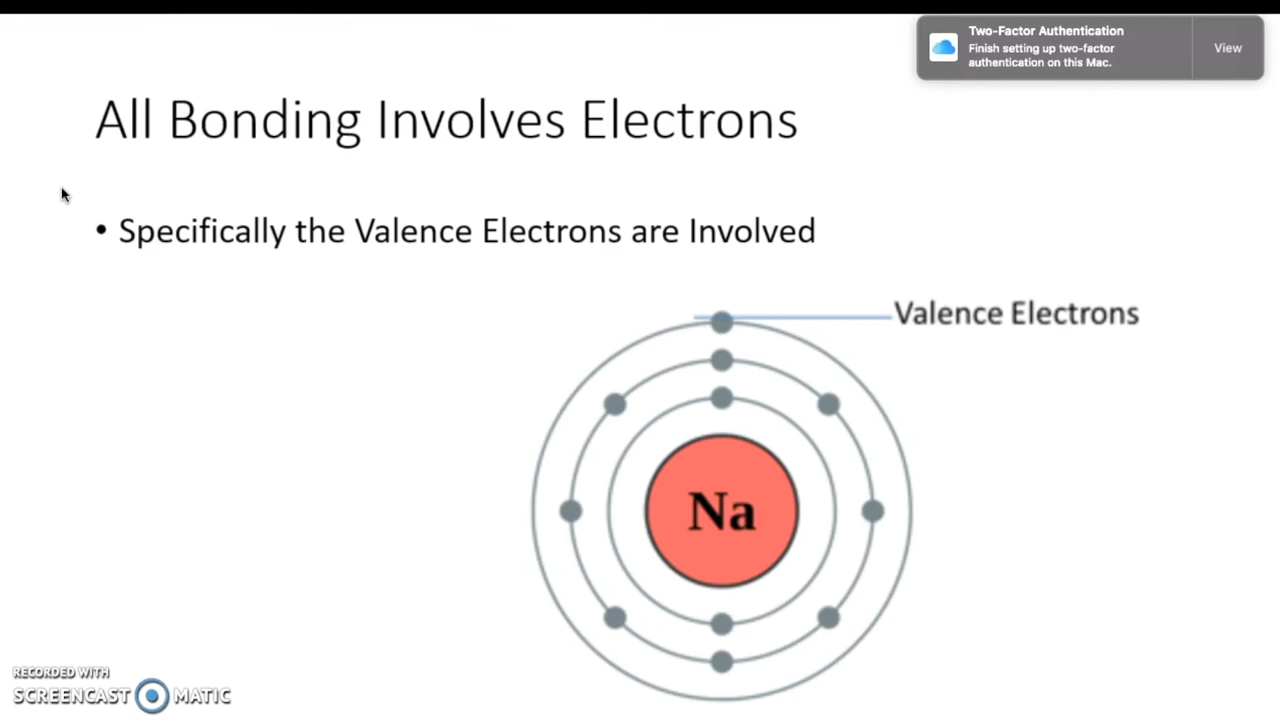 Two-Factor Authentication
Finish setting up two-factor
authentication on this Mac.
View
All Bonding Involves Electrons
• Specifically the Valence Electrons are Involved
Valence Electrons
Na
RECORDED WITH
SCREENCAST MATIC